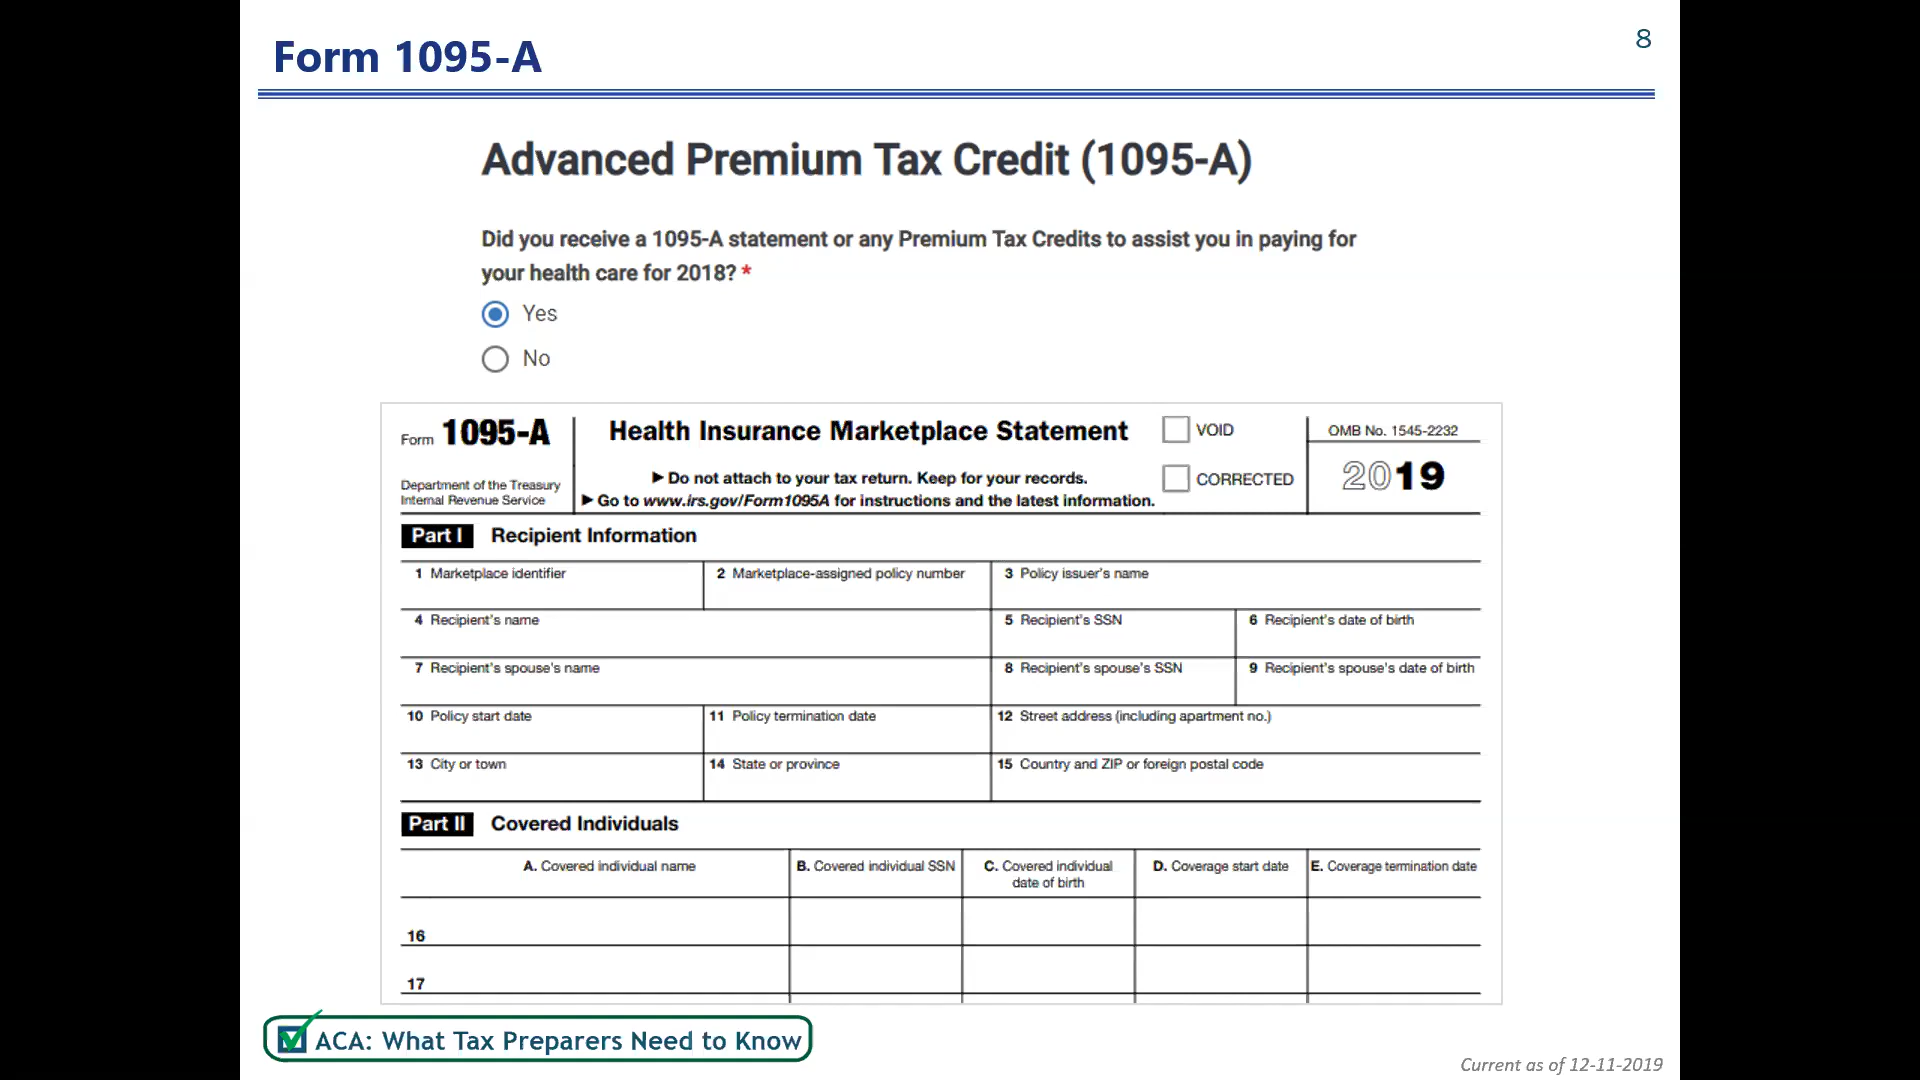 Form 1095-A
8
Advanced Premium Tax Credit (1095-A)
Did you receive a 1095-A statement or any Premium Tax Credits to assist you in paying for
your health care for 2018? *
Yes
No
Form 1095-A
Department of the Treasury
Internal Revenue Service
Health Insurance Marketplace Statement
▶ Do not attach to your tax return. Keep for your records.
▶ Go to www.irs.gov/Form1095A for instructions and the latest information.
VOID
CORRECTED
OMB No. 1545-2232
2019
Part I Recipient Information
1 Marketplace identifier
2 Marketplace-assigned policy number
3 Policy issuer's name
4 Recipient's name
5 Recipient's SSN
6 Recipient's date of birth
7 Recipient's spouse's name
8 Recipient's spouse's SSN
9 Recipient's spouse's date of birth
10 Policy start date
11 Policy termination date
12 Street address (including apartment no.)
13 City or town
14 State or province
15 Country and ZIP or foreign postal code
Part II Covered Individuals
A. Covered individual name
B. Covered individual SSN
C. Covered individual
date of birth
D. Coverage start date
E. Coverage termination date
16
17
ACA: What Tax Preparers Need to Know
Current as of 12-11-2019